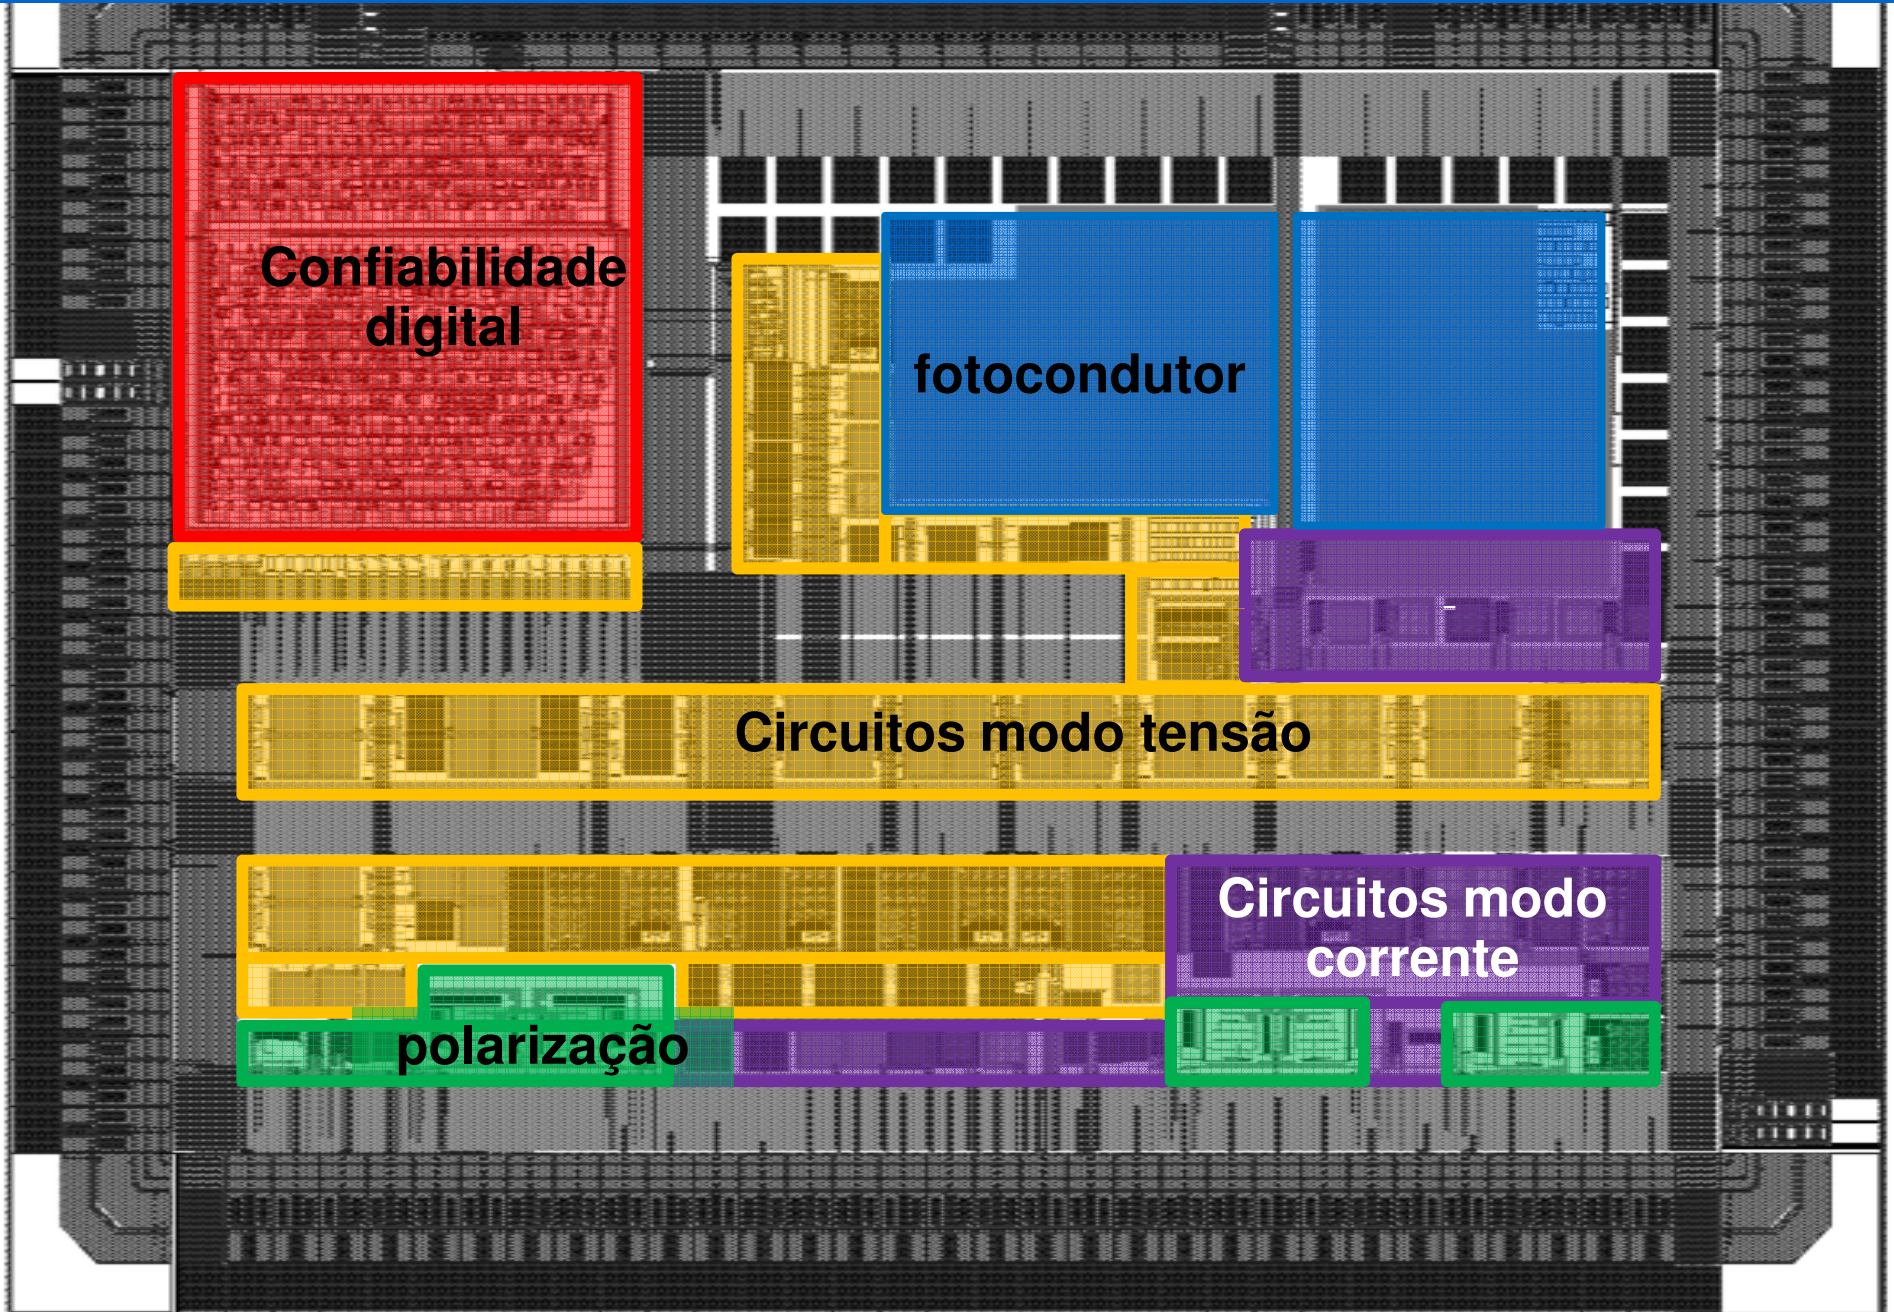 Confiabilidade
digital
fotocondutor
Circuitos modo tensão
Circuitos modo
corrente
polarização